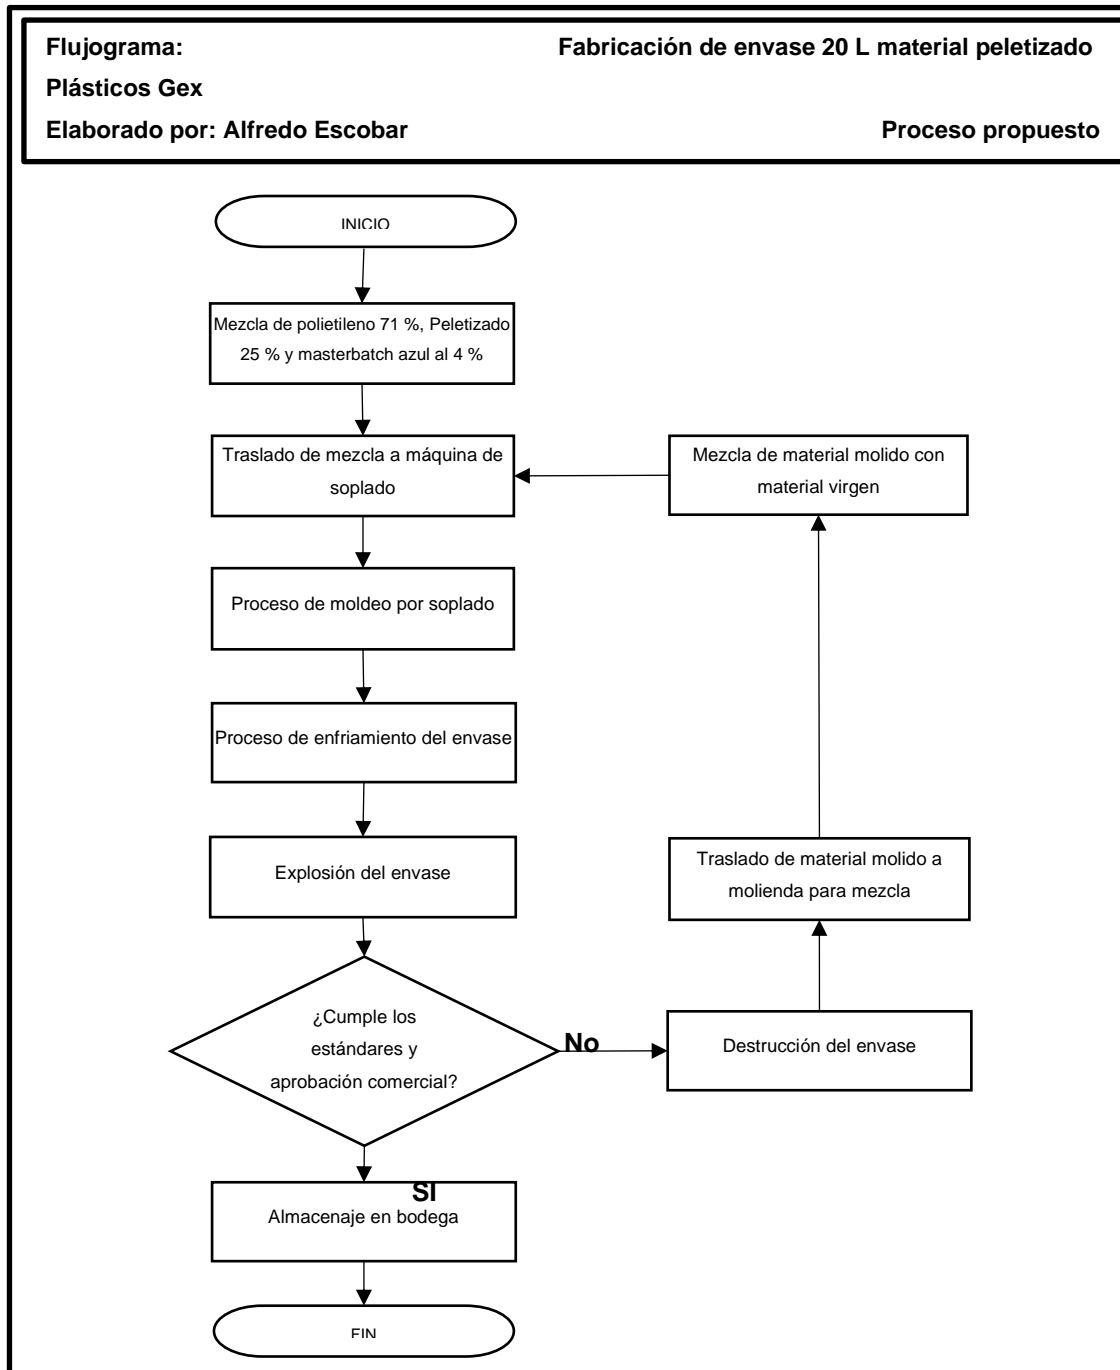 Flujograma: Fabricación de envase 20 L material peletizado
Plásticos Gex
Elaborado por: Alfredo Escobar Proceso propuesto
INICIO
Mezcla de polietileno 71 %, Peletizado
25 % y masterbatch azul al 4 %
Traslado de mezcla a máquina de
soplado
Mezcla de material molido con
material virgen
Proceso de moldeo por soplado
Proceso de enfriamiento del envase
Explosión del envase
Traslado de material molido a
molienda para mezcla
¿Cumple los
estándares y
aprobación comercial?
No
Destrucción del envase
SI
Almacenaje en bodega
FIN